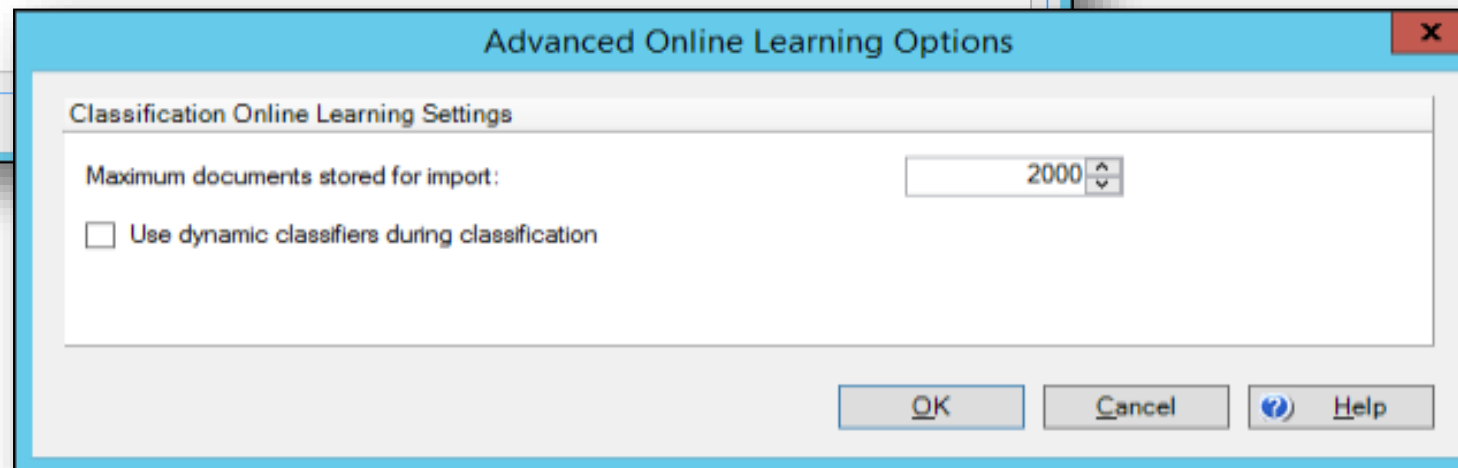 Advanced Online Learning Options
x
Classification Online Learning Settings
Maximum documents stored for import: 2000
Use dynamic classifiers during classification
OK Cancel ? Help